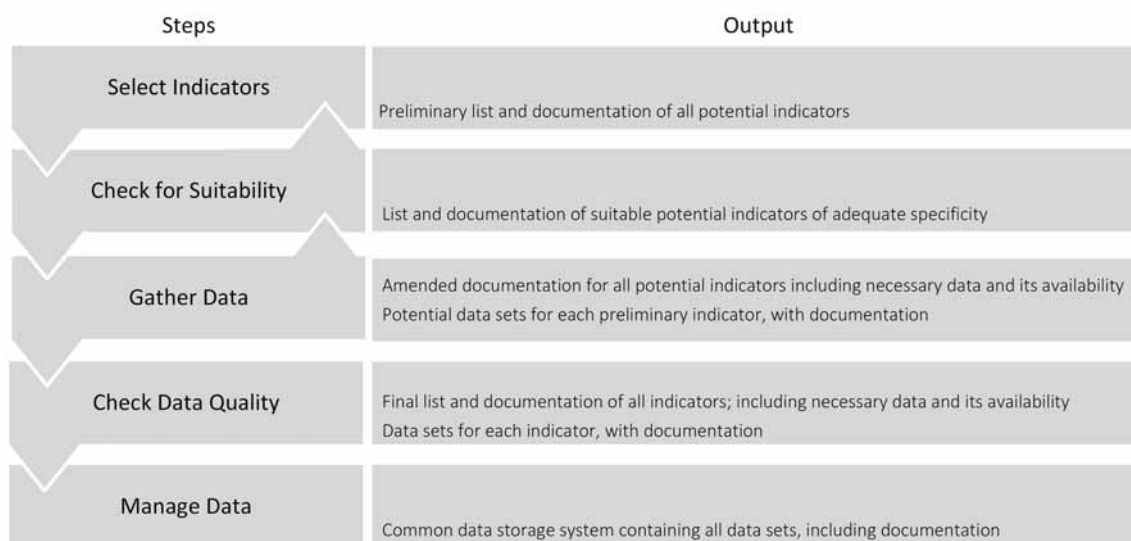 Steps
Output
Select Indicators
Preliminary list and documentation of all potential indicators
Check for Suitability
List and documentation of suitable potential indicators of adequate specificity
Gather Data
Amended documentation for all potential indicators including necessary data and its availability
Potential data sets for each preliminary indicator, with documentation
Check Data Quality
Final list and documentation of all indicators; including necessary data and its availability
Data sets for each indicator, with documentation
Manage Data
Common data storage system containing all data sets, including documentation